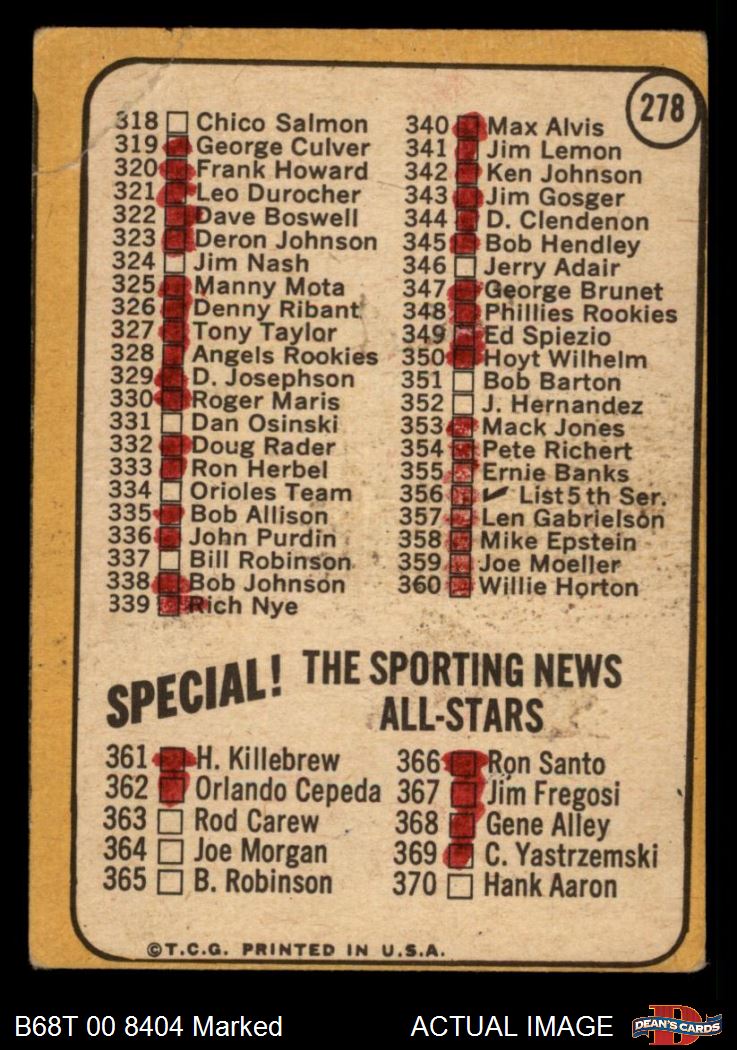 278
318 Chico Salmon
319 George Culver
320 Frank Howard
321 Leo Durocher
322 Dave Boswell
323 Deron Johnson
324 Jim Nash
325 Manny Mota
326 Denny Ribant
327 Tony Taylor
328 Angels Rookies
329 D. Josephson
330 Roger Maris
331 Dan Osinski
332 Doug Rader
333 Ron Herbel
334 Orioles Team
335 Bob Allison
336 John Purdin
337 Bill Robinson
338 Bob Johnson
339 Rich Nye
340 Max Alvis
341 Jim Lemon
342 Ken Johnson
343 Jim Gosger
344 D. Clendenon
345 Bob Hendley
346 Jerry Adair
347 George Brunet
348 Phillies Rookies
349 Ed Spiezio
350 Hoyt Wilhelm
351 Bob Barton
352 J. Hernandez
353 Mack Jones
354 Pete Richert
355 Ernie Banks
356 ✔ List 5th Ser.
357 Len Gabrielson
358 Mike Epstein
359 Joe Moeller
360 Willie Horton
SPECIAL! THE SPORTING NEWS
ALL-STARS
361 H. Killebrew
362 Orlando Cepeda
363 Rod Carew
364 Joe Morgan
365 B. Robinson
366 Ron Santo
367 Jim Fregosi
368 Gene Alley
369 C. Yastrzemski
370 Hank Aaron
©T.C.G. PRINTED IN U.S.A.
B68T 00 8404 Marked
ACTUAL IMAGE
D
DEAN'S CARDS